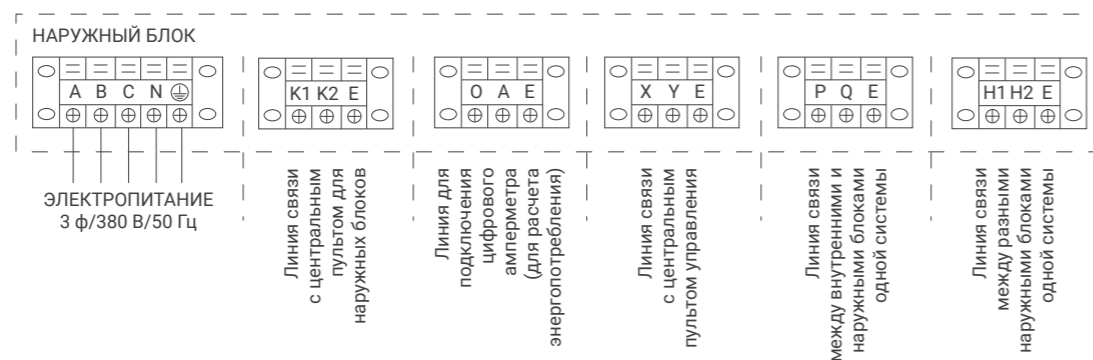 НАРУЖНЫЙ БЛОК
A B C N
K1 K2 E
O A E
X Y E
P Q E
H1 H2 E
ЭЛЕКТРОПИТАНИЕ
3 ф/380 В/50 Гц
Линия связи
с центральным
пультом для
наружных блоков
Линия для
подключения
цифрового
амперметра
(для расчета
энергопотребления)
Линия связи
с центральным
пультом управления
Линия связи
между внутренними и
наружными блоками
одной системы
Линия связи
между разными
наружными блоками
одной системы